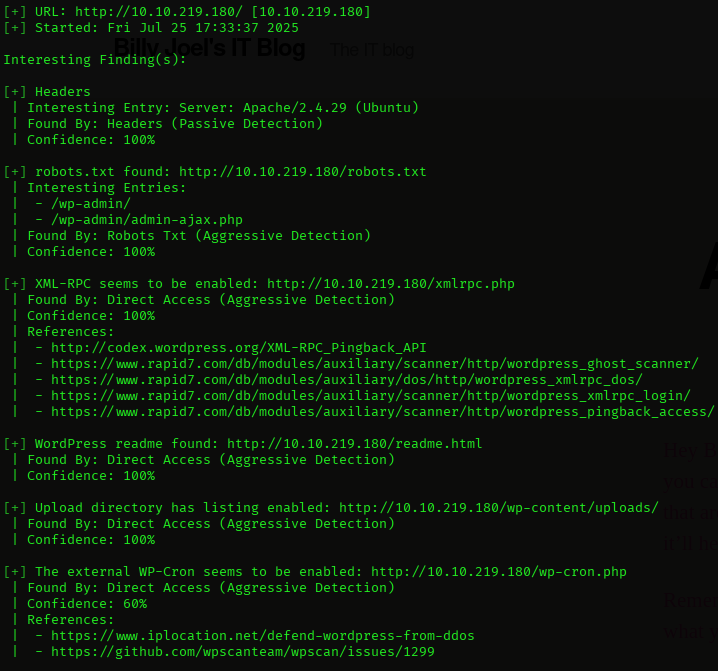 [+] URL: http://10.10.219.180/ [10.10.219.180]
[+] Started: Fri Jul 25 17:33:37 2025
Billy Joel's IT Blog The IT blog
Interesting Finding(s):
[+] Headers
| Interesting Entry: Server: Apache/2.4.29 (Ubuntu)
| Found By: Headers (Passive Detection)
| Confidence: 100%
[+] robots.txt found: http://10.10.219.180/robots.txt
| Interesting Entries:
| - /wp-admin/
| - /wp-admin/admin-ajax.php
| Found By: Robots Txt (Aggressive Detection)
| Confidence: 100%
[+] XML-RPC seems to be enabled: http://10.10.219.180/xmlrpc.php
| Found By: Direct Access (Aggressive Detection)
| Confidence: 100%
| References:
| - http://codex.wordpress.org/XML-RPC_Pingback_API
| - https://www.rapid7.com/db/modules/auxiliary/scanner/http/wordpress_ghost_scanner/
| - https://www.rapid7.com/db/modules/auxiliary/dos/http/wordpress_xmlrpc_dos/
| - https://www.rapid7.com/db/modules/auxiliary/scanner/http/wordpress_xmlrpc_login/
| - https://www.rapid7.com/db/modules/auxiliary/scanner/http/wordpress_pingback_access/
[+] WordPress readme found: http://10.10.219.180/readme.html
| Found By: Direct Access (Aggressive Detection)
| Confidence: 100%
[+] Upload directory has listing enabled: http://10.10.219.180/wp-content/uploads/
| Found By: Direct Access (Aggressive Detection)
| Confidence: 100%
[+] The external WP-Cron seems to be enabled: http://10.10.219.180/wp-cron.php
| Found By: Direct Access (Aggressive Detection)
| Confidence: 60%
| References:
| - https://www.iplocation.net/defend-wordpress-from-ddos
| - https://github.com/wpscanteam/wpscan/issues/1299